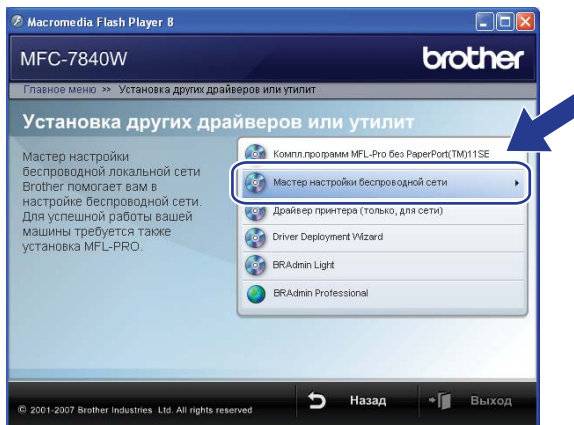 Macromedia Flash Player 8
MFC-7840W
brother
Главное меню >> Установка других драйверов или утилит
Установка других драйверов или утилит
Мастер настройки
беспроводной локальной сети
Brother помогает вам в
настройке беспроводной сети.
Для успешной работы вашей
машины требуется также
установка MFL-PRO.
Компл.программ MFL-Pro без PaperPort(TM)11SE
Мастер настройки беспроводной сети
Драйвер принтера (только, для сети)
Driver Deployment Wizard
BRAdmin Light
BRAdmin Professional
© 2001-2007 Brother Industries Ltd. All rights reserved
Назад
Выход